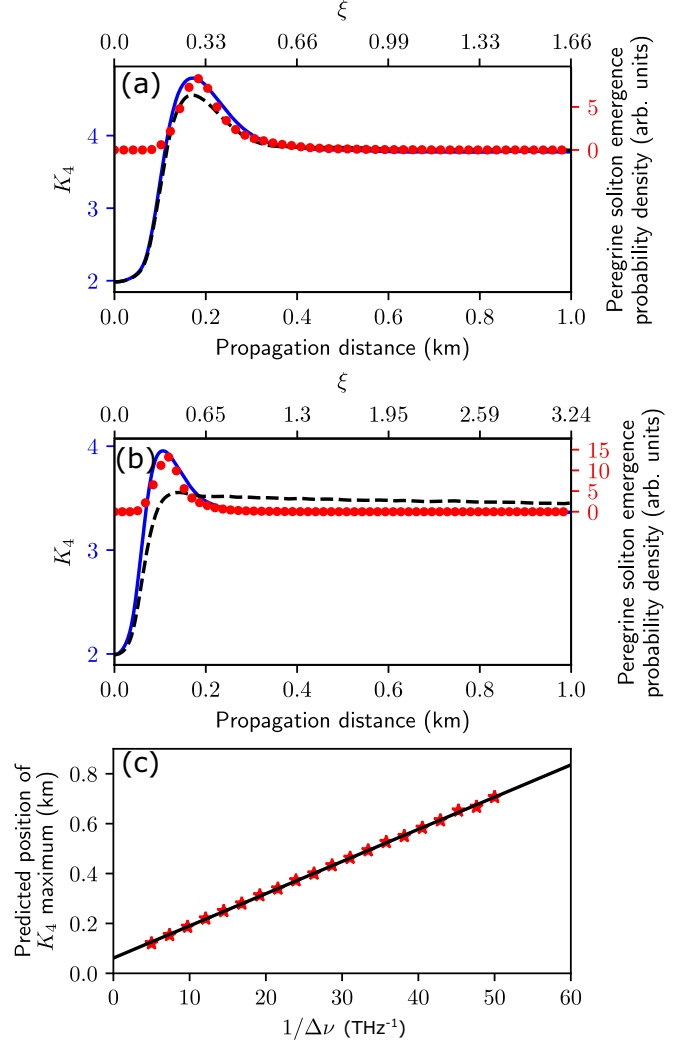 ξ
0.0 0.33 0.66 0.99 1.33 1.66
(a)
4
3
2
K₄
5
0
Peregrine soliton emergence
probability density (arb. units)
0.0 0.2 0.4 0.6 0.8 1.0
Propagation distance (km)
ξ
0.0 0.65 1.3 1.95 2.59 3.24
(b)
4
3
2
K₄
15
10
5
0
Peregrine soliton emergence
probability density (arb. units)
0.0 0.2 0.4 0.6 0.8 1.0
Propagation distance (km)
(c)
0.8
0.6
0.4
0.2
0.0
Predicted position of
K₄ maximum (km)
0 10 20 30 40 50 60
1/Δν (THz⁻¹)